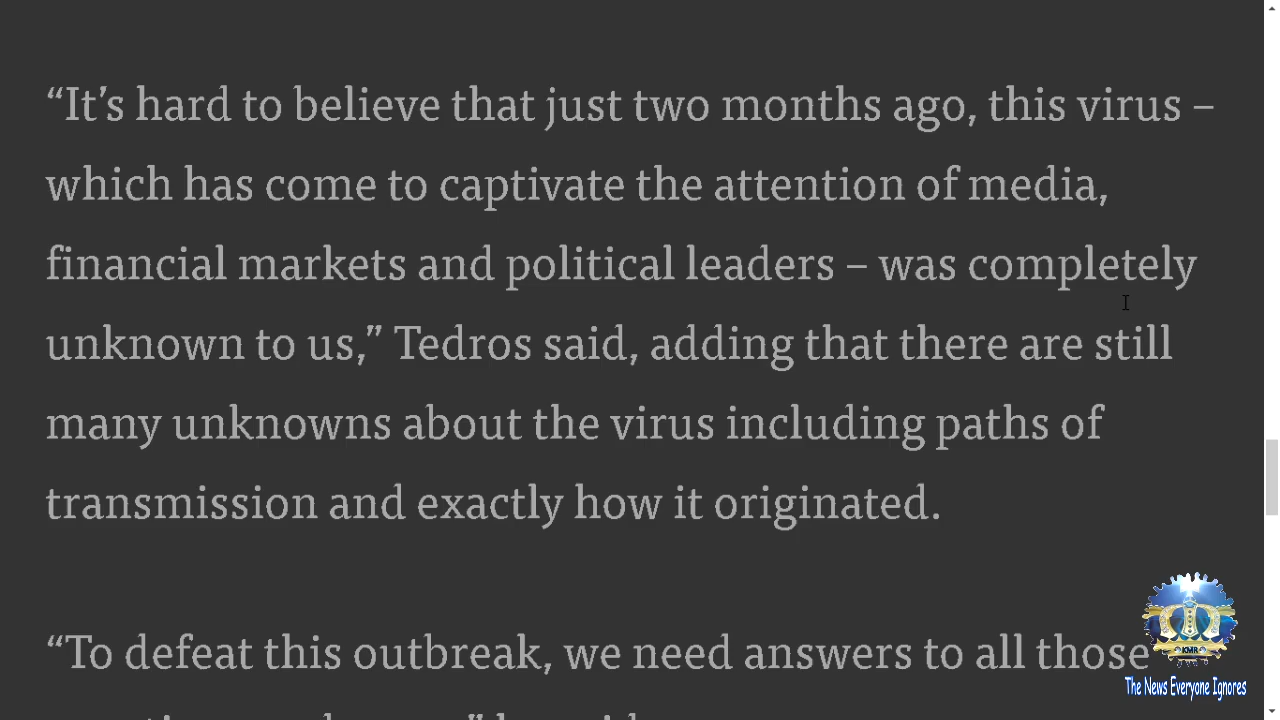 “It’s hard to believe that just two months ago, this virus –
which has come to captivate the attention of media,
financial markets and political leaders – was completely
unknown to us,” Tedros said, adding that there are still
many unknowns about the virus including paths of
transmission and exactly how it originated.
“To defeat this outbreak, we need answers to all those
KMR
The News Everyone Ignores